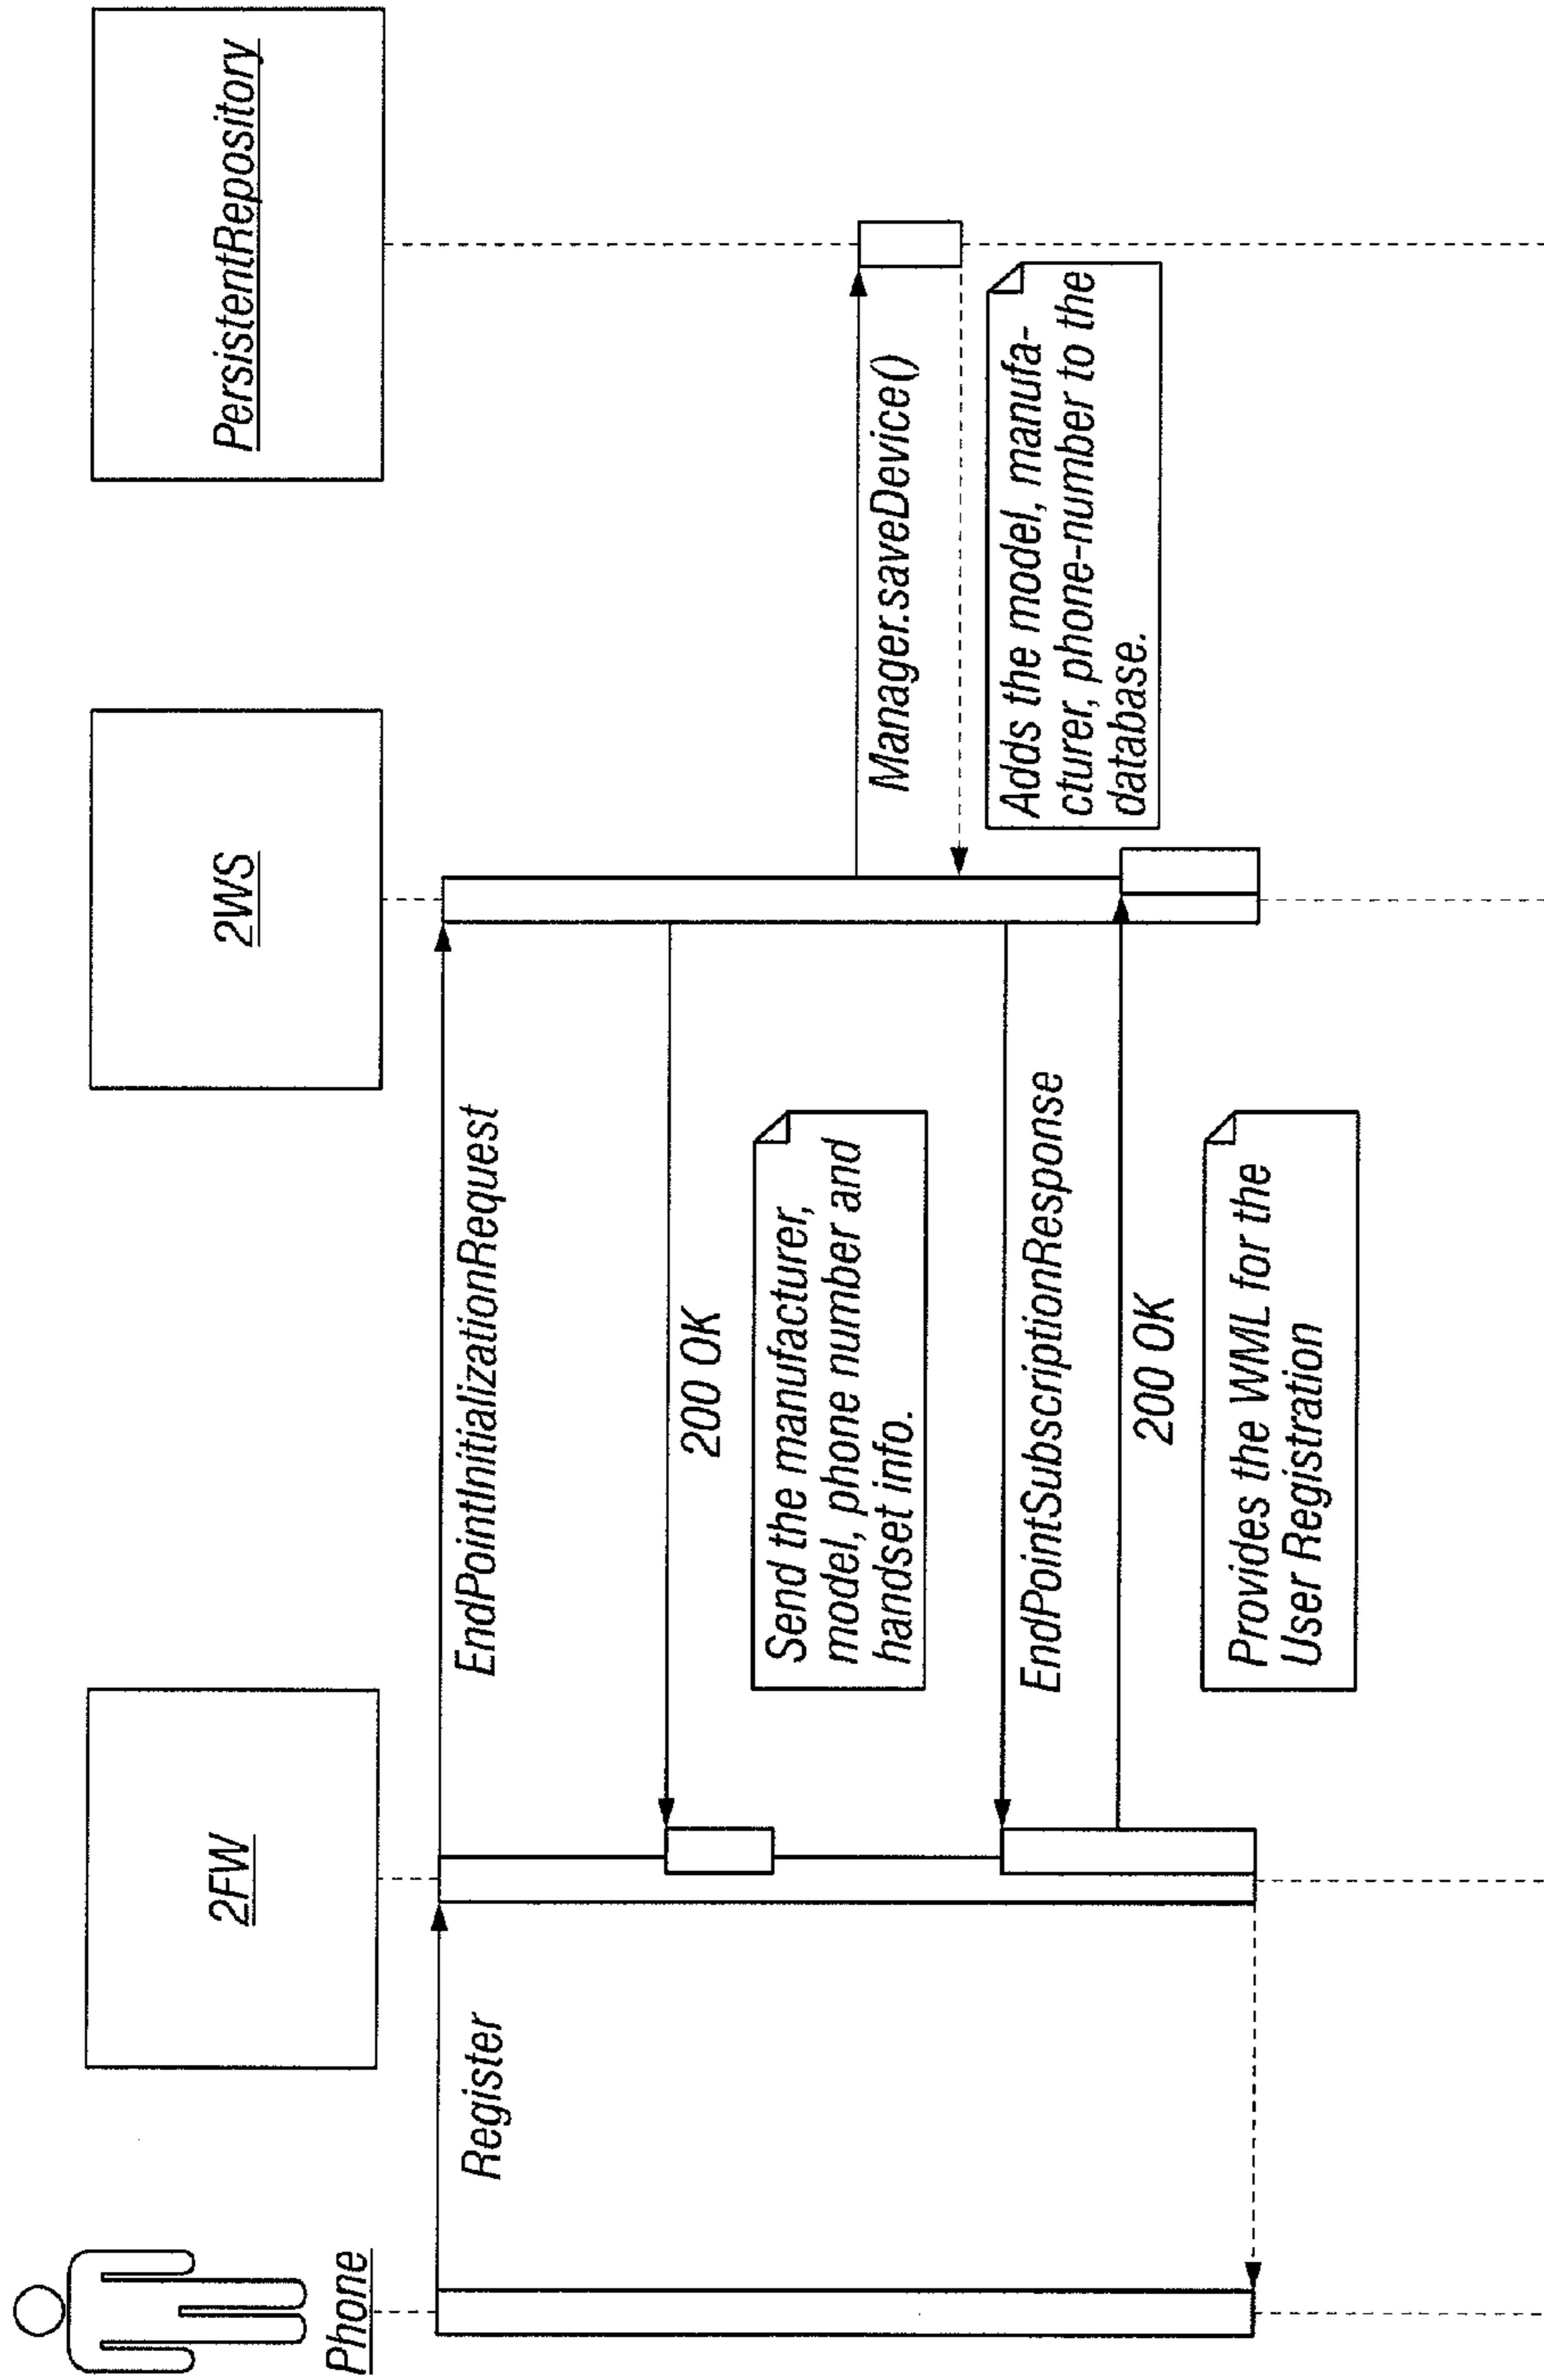 Phone
2FW
2WS
PersistentRepository
Register
EndPointInitializationRequest
200 OK
Send the manufacturer,
model, phone number and
handset info.
Manager.saveDevice()
Adds the model, manufa-
cturer, phone-number to the
database.
EndPointSubscriptionResponse
200 OK
Provides the WML for the
User Registration